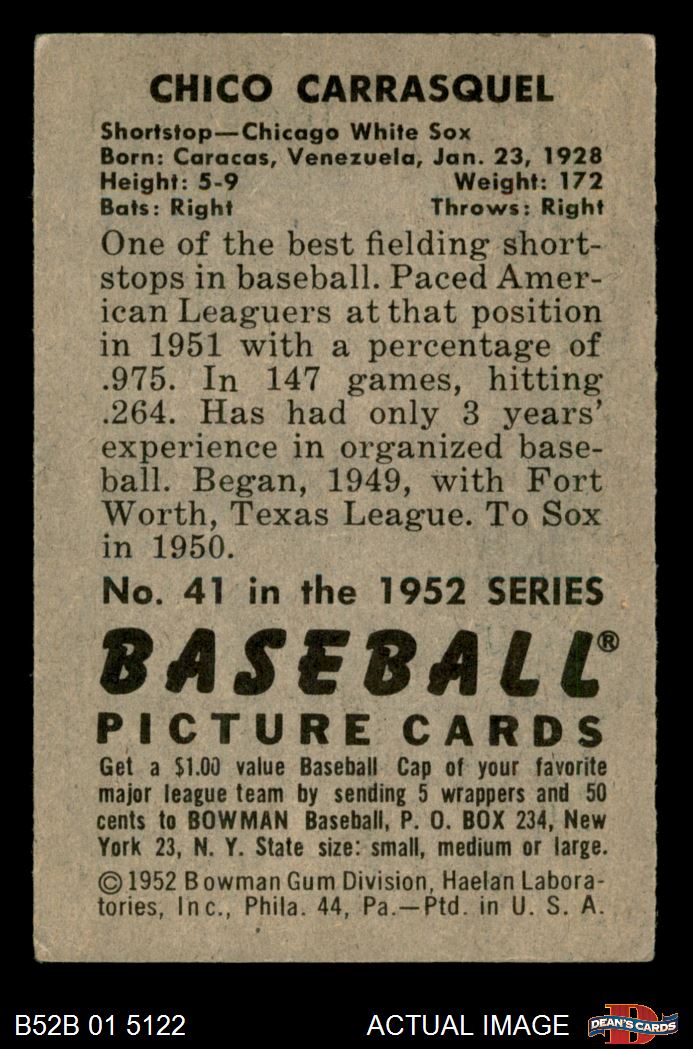 CHICO CARRASQUEL
Shortstop—Chicago White Sox
Born: Caracas, Venezuela, Jan. 23, 1928
Height: 5-9 Weight: 172
Bats: Right Throws: Right
One of the best fielding short-
stops in baseball. Paced Amer-
ican Leaguers at that position
in 1951 with a percentage of
.975. In 147 games, hitting
.264. Has had only 3 years'
experience in organized base-
ball. Began, 1949, with Fort
Worth, Texas League. To Sox
in 1950.
No. 41 in the 1952 SERIES
BASEBALL®
PICTURE CARDS
Get a $1.00 value Baseball Cap of your favorite
major league team by sending 5 wrappers and 50
cents to BOWMAN Baseball, P. O. BOX 234, New
York 23, N. Y. State size: small, medium or large.
©1952 Bowman Gum Division, Haelan Labora-
tories, Inc., Phila. 44, Pa.—Ptd. in U. S. A.
B52B 01 5122 ACTUAL IMAGE D DEAN'S CARDS